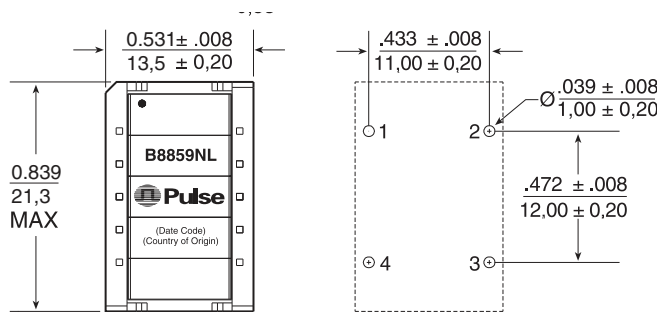 0.531± .008
13,5 ± 0,20
.433 ± .008
11,00 ± 0,20
Ø .039 ± .008
1,00 ± 0,20
1
2
B8859NL
0.839
21,3
MAX
Pulse
.472 ± .008
12,00 ± 0,20
(Date Code)
(Country of Origin)
4
3